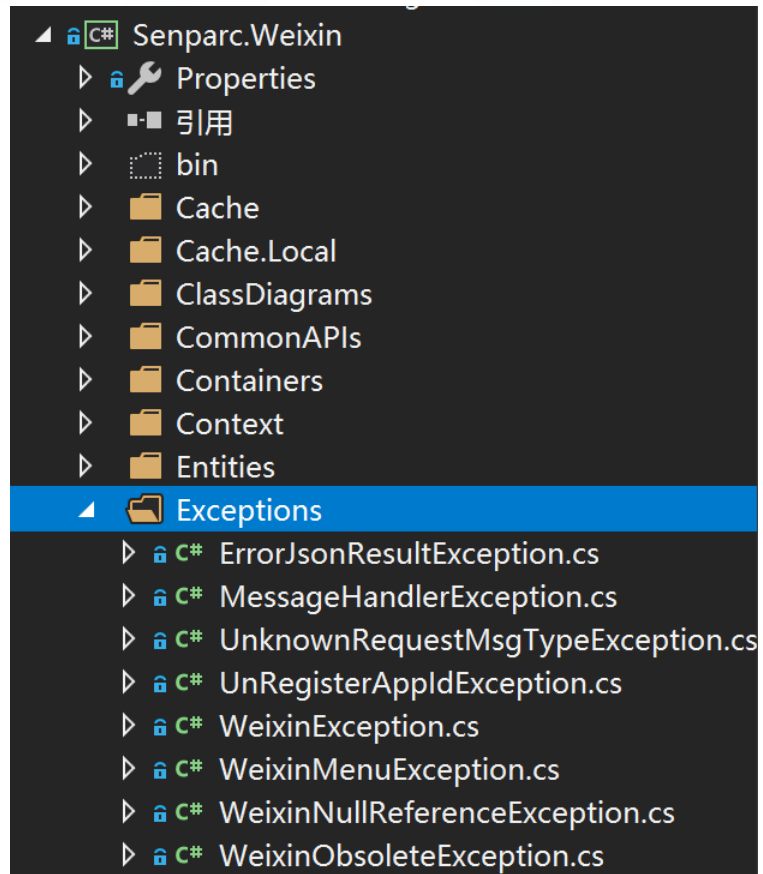 C# Senparc.Weixin
Properties
引用
bin
Cache
Cache.Local
ClassDiagrams
CommonAPIs
Containers
Context
Entities
Exceptions
C# ErrorJsonResultException.cs
C# MessageHandlerException.cs
C# UnknownRequestMsgTypeException.cs
C# UnRegisterAppIdException.cs
C# WeixinException.cs
C# WeixinMenuException.cs
C# WeixinNullReferenceException.cs
C# WeixinObsoleteException.cs